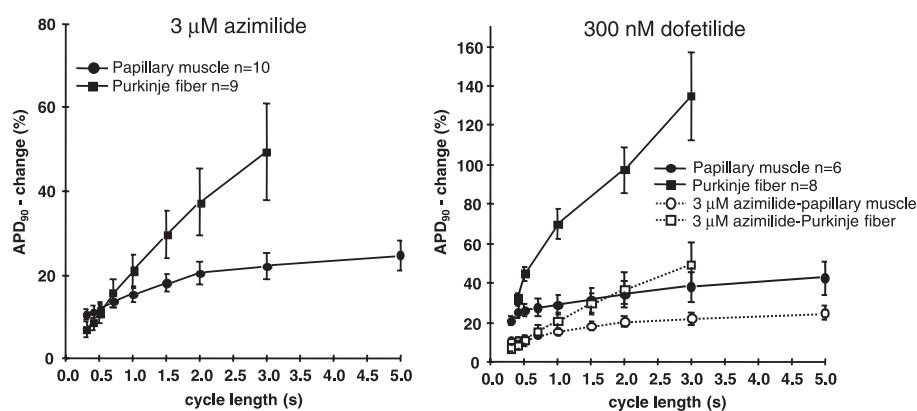 3 μM azimilide
APD90 - change (%)
80
60
40
20
0
Papillary muscle n=10
Purkinje fiber n=9
0.0 0.5 1.0 1.5 2.0 2.5 3.0 3.5 4.0 4.5 5.0
cycle length (s)
300 nM dofetilide
APD90 - change (%)
160
140
120
100
80
60
40
20
0
Papillary muscle n=6
Purkinje fiber n=8
3 μM azimilide-papillary muscle
3 μM azimilide-Purkinje fiber
0.0 0.5 1.0 1.5 2.0 2.5 3.0 3.5 4.0 4.5 5.0
cycle length (s)